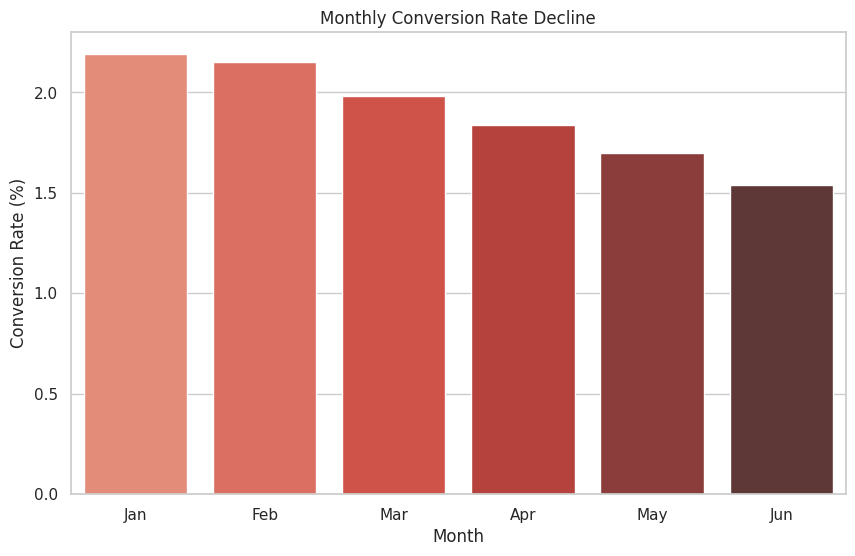 Monthly Conversion Rate Decline
Conversion Rate (%)
2.0
1.5
1.0
0.5
0.0
Jan Feb Mar Apr May Jun
Month